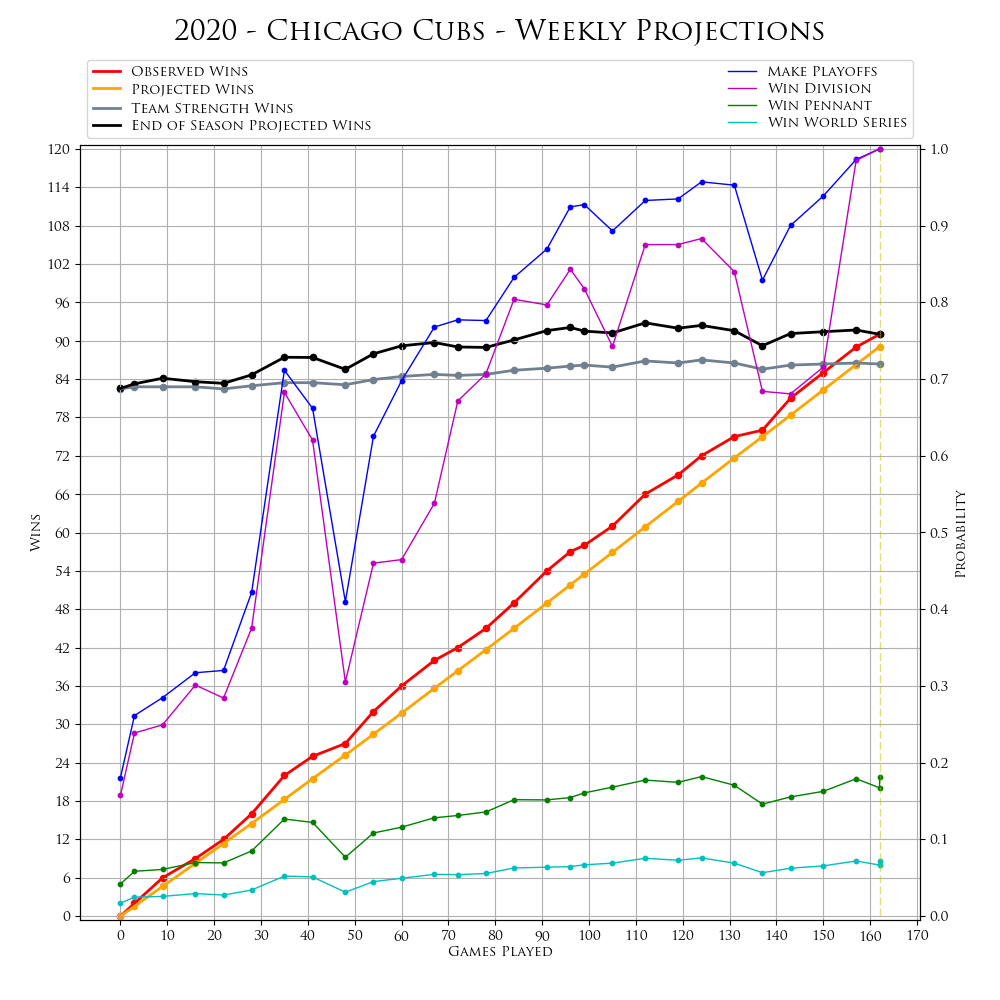 2020 - Chicago Cubs - Weekly Projections
Observed Wins
Projected Wins
Team Strength Wins
End of Season Projected Wins
Make Playoffs
Win Division
Win Pennant
Win World Series
120
114
108
102
96
90
84
78
72
66
60
54
48
42
36
30
24
18
12
6
0
Wins
1.0
0.9
0.8
0.7
0.6
0.5
0.4
0.3
0.2
0.1
0.0
Probability
0 10 20 30 40 50 60 70 80 90 100 110 120 130 140 150 160 170
Games Played